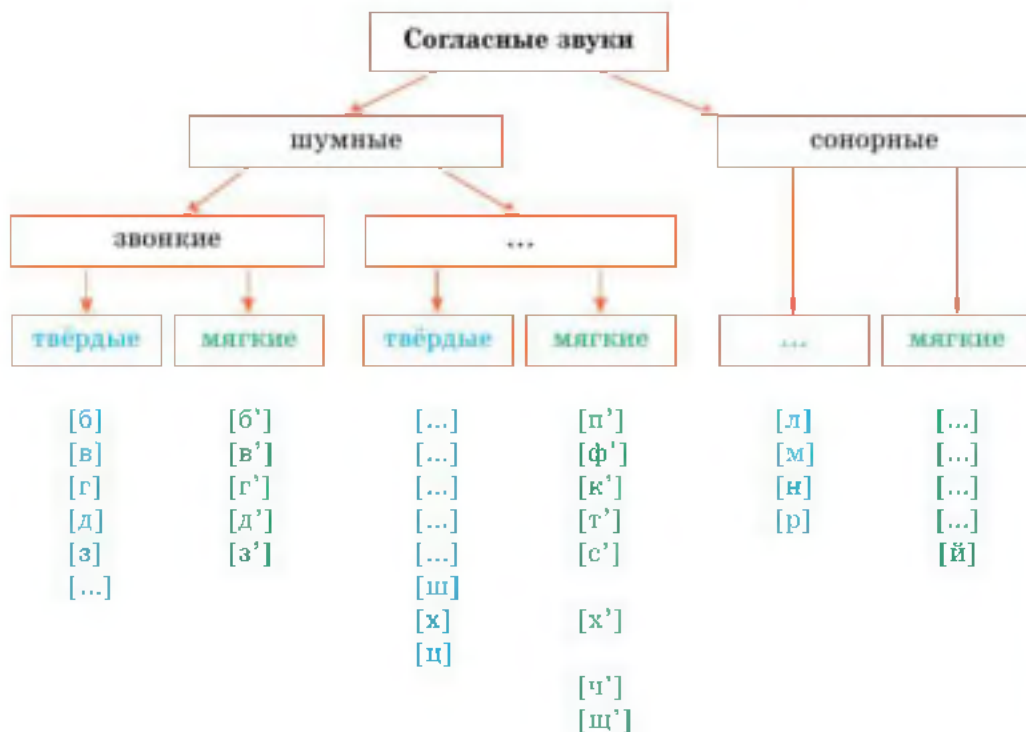 Согласные звуки
шумные сонорные
звонкие ...
твёрдые мягкие твёрдые мягкие ... мягкие
[б] [б’] [...] [п’] [л] [...]
[в] [в’] [...] [ф'] [м] [...]
[г] [г’] [...] [к’] [н] [...]
[д] [д’] [...] [т’] [р] [...]
[з] [з’] [...] [с’] [й]
[...] [ш]
[х] [х’]
[ц]
[ч’]
[щ’]